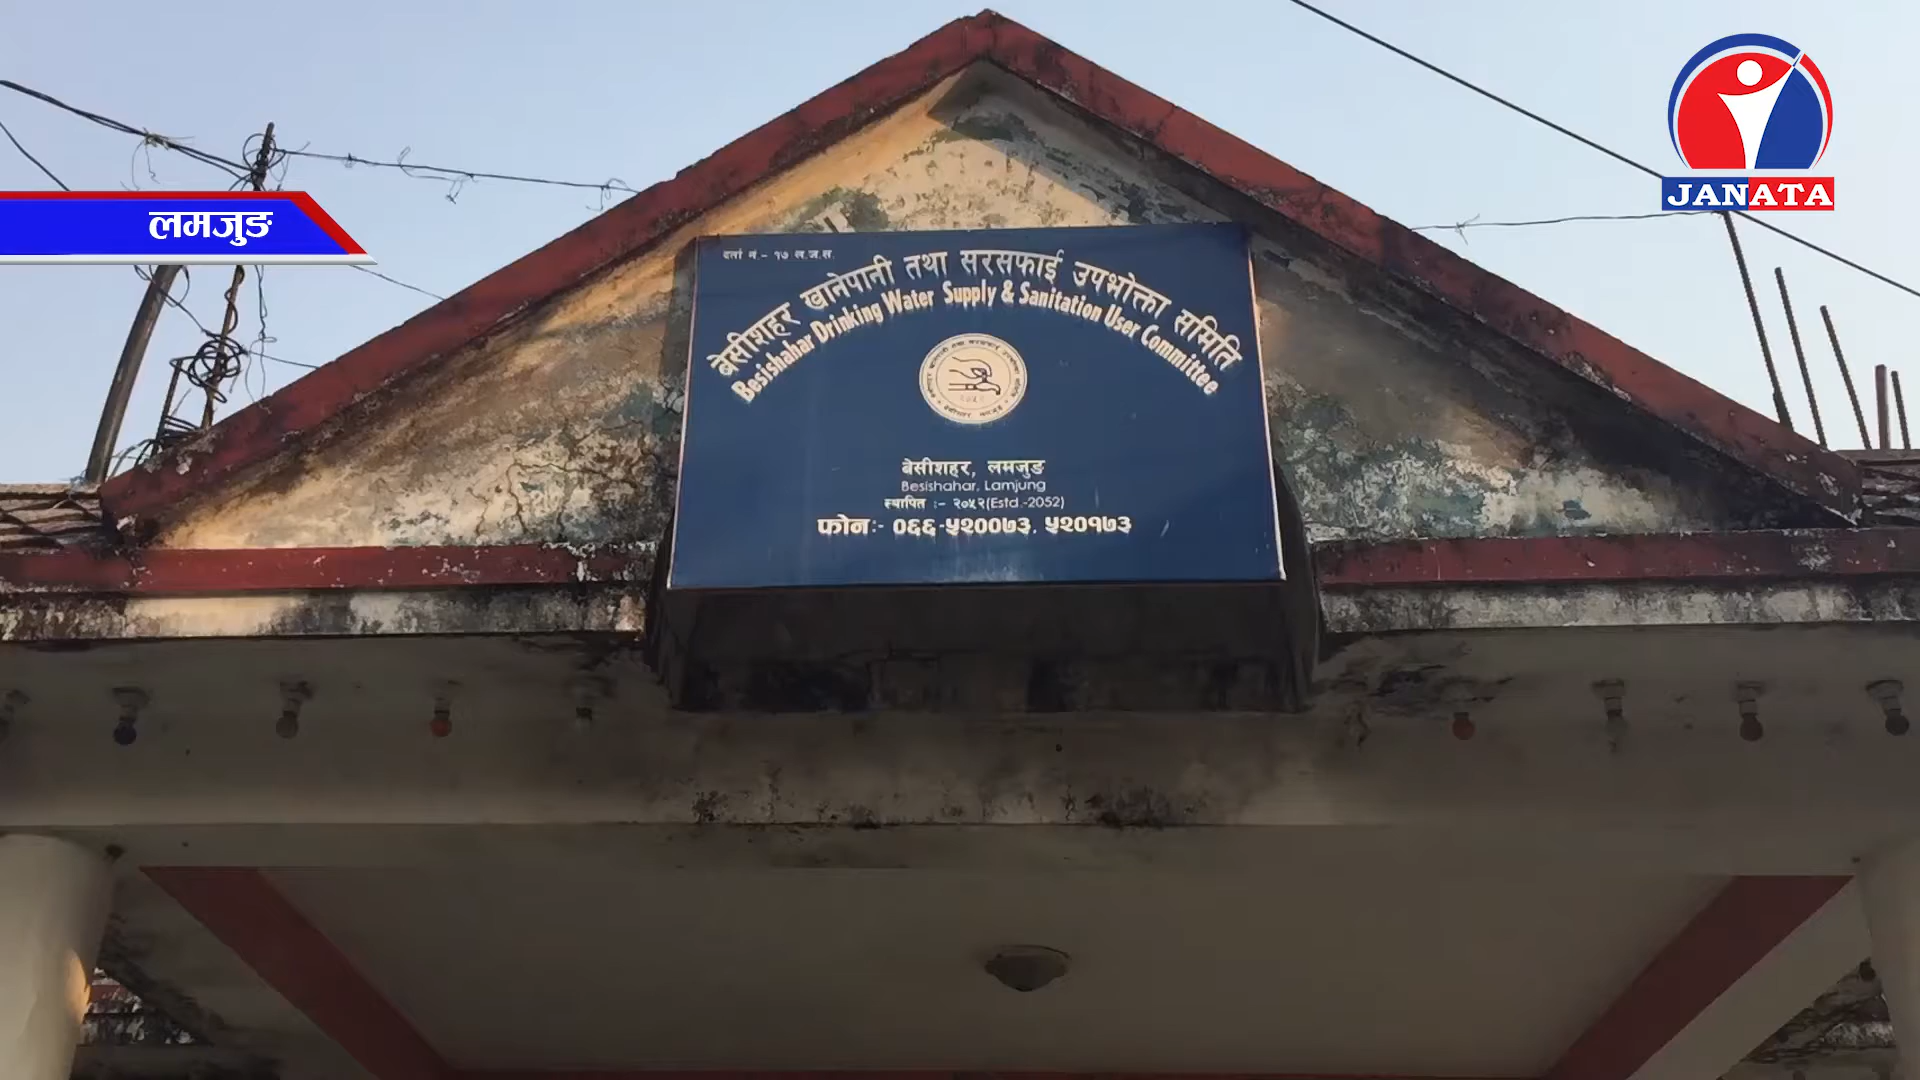 लमजुङ
JANATA
दर्ता नं.- १७ ल.ज.स.
बेसीशहर खानेपानी तथा सरसफाई उपभोक्ता समिति
Besishahar Drinking Water Supply & Sanitation User Committee
बेसीशहर, लमजुङ
Besishahar, Lamjung
स्थापित :- २०५२(Estd.-2052)
फोन:- ०६६-५२००७३, ५२०१७३